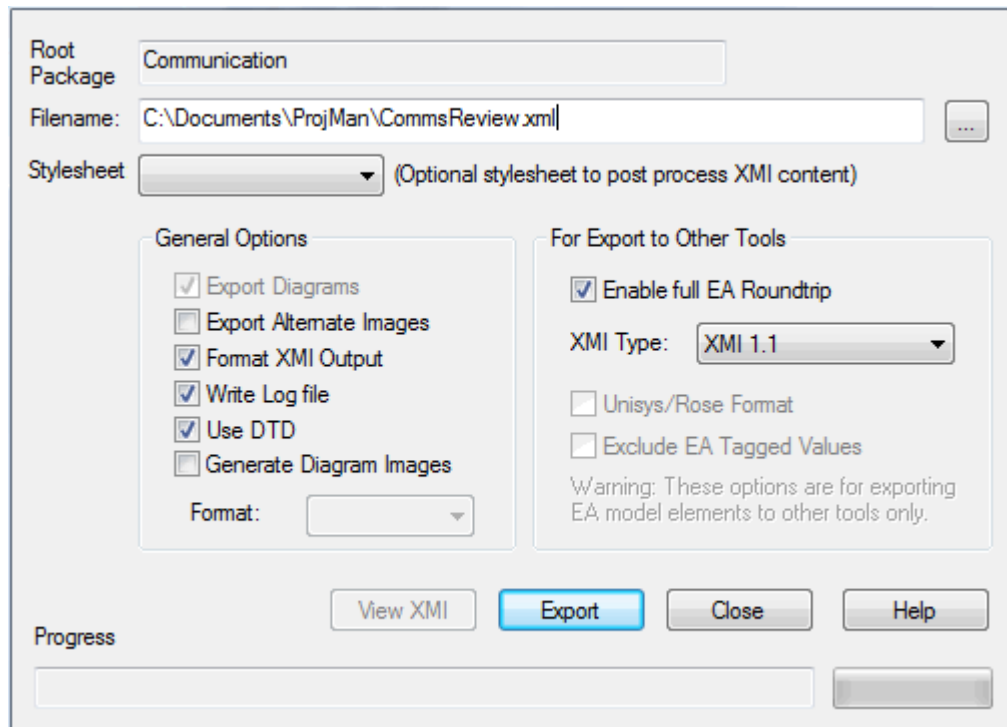 Root
Package
Communication
Filename:
C:\Documents\ProjMan\CommsReview.xml
...
Stylesheet
(Optional stylesheet to post process XMI content)
General Options
Export Diagrams
Export Alternate Images
Format XMI Output
Write Log file
Use DTD
Generate Diagram Images
Format:
For Export to Other Tools
Enable full EA Roundtrip
XMI Type:
XMI 1.1
Unisys/Rose Format
Exclude EA Tagged Values
Warning: These options are for exporting
EA model elements to other tools only.
View XMI
Export
Close
Help
Progress